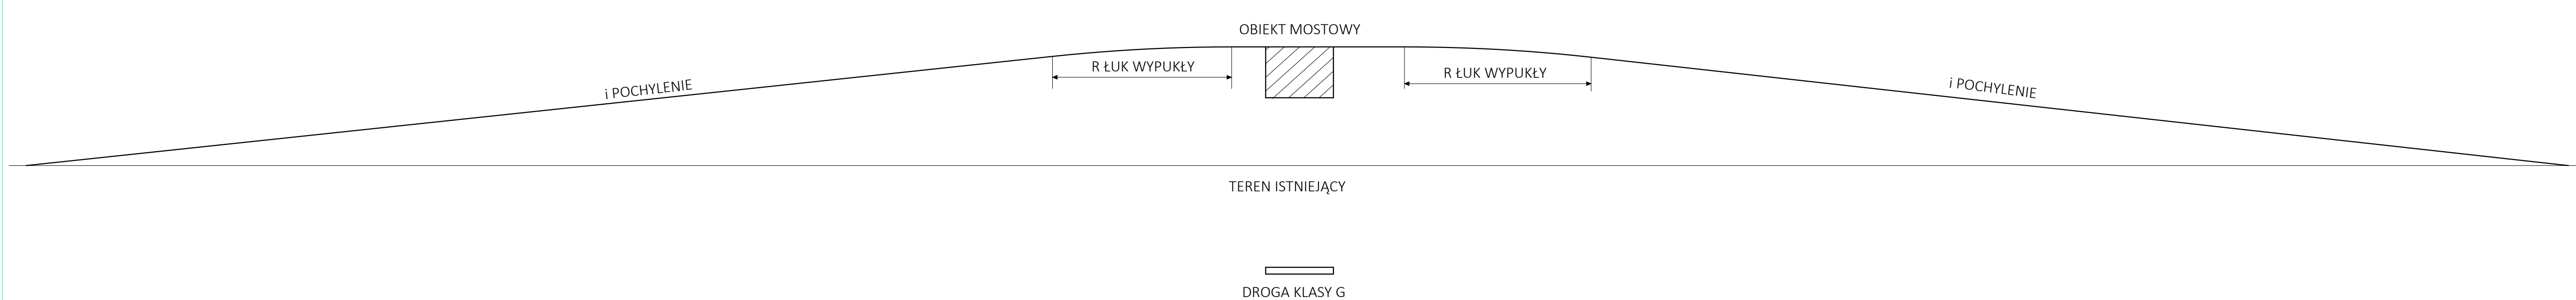 OBIEKT MOSTOWY
i POCHYLENIE
R ŁUK WYPUKŁY
R ŁUK WYPUKŁY
i POCHYLENIE
TEREN ISTNIEJĄCY
DROGA KLASY G